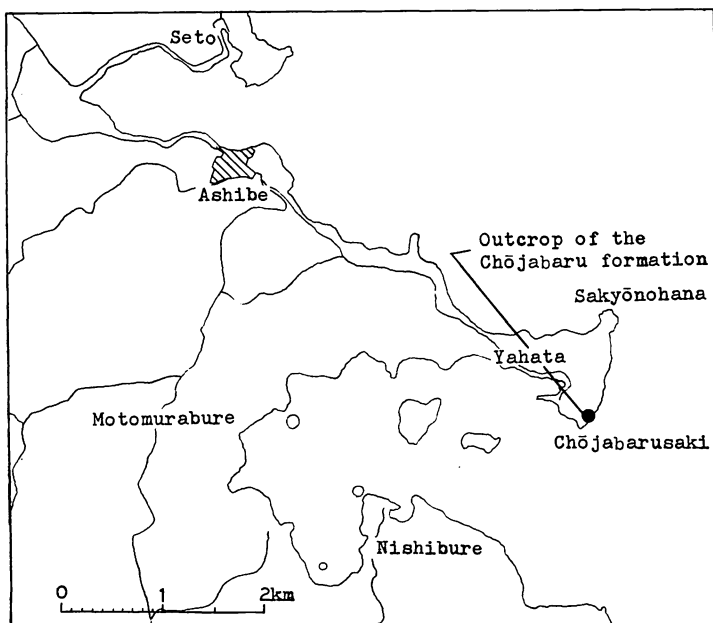 Seto
Ashibe
Outcrop of the
Chōjabaru formation
Sakyōnohana
Yahata
Motomurabure
Chōjabarusaki
Nishibure
0 1 2km